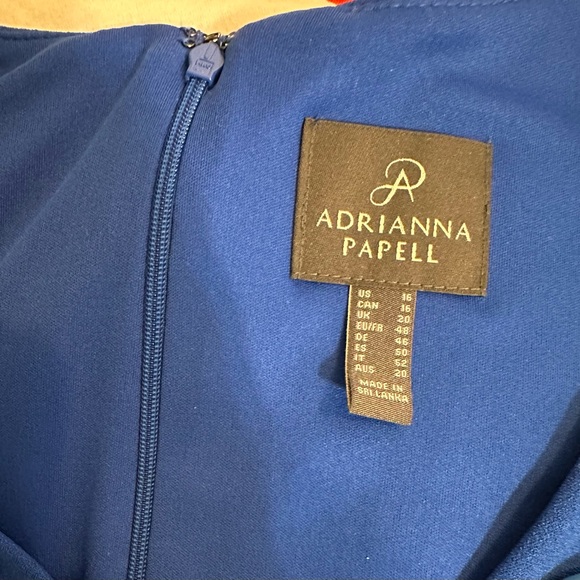 ADRIANNA
PAPELL
US 16
CAN 16
UK 20
EU/FR 48
DE 46
ES 50
IT 52
AUS 20
MADE IN
SRI LANKA